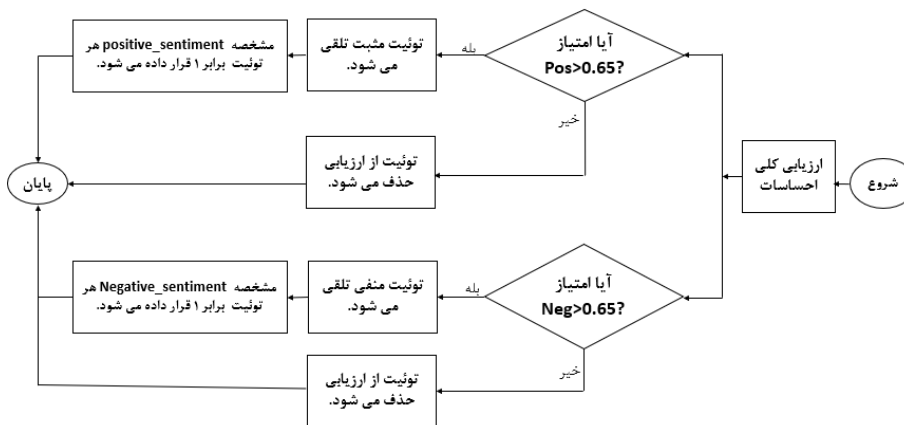 شروع
ارزیابی کلی
احساسات
آیا امتیاز
Pos>0.65?
بله
خیر
توئیت مثبت تلقی
می شود.
مشخصه positive_sentiment هر
توئیت برابر ۱ قرار داده می شود.
توئیت از ارزیابی
حذف می شود.
آیا امتیاز
Neg>0.65?
بله
خیر
توئیت منفی تلقی
می شود.
مشخصه Negative_sentiment هر
توئیت برابر ۱ قرار داده می شود.
توئیت از ارزیابی
حذف می شود.
پایان